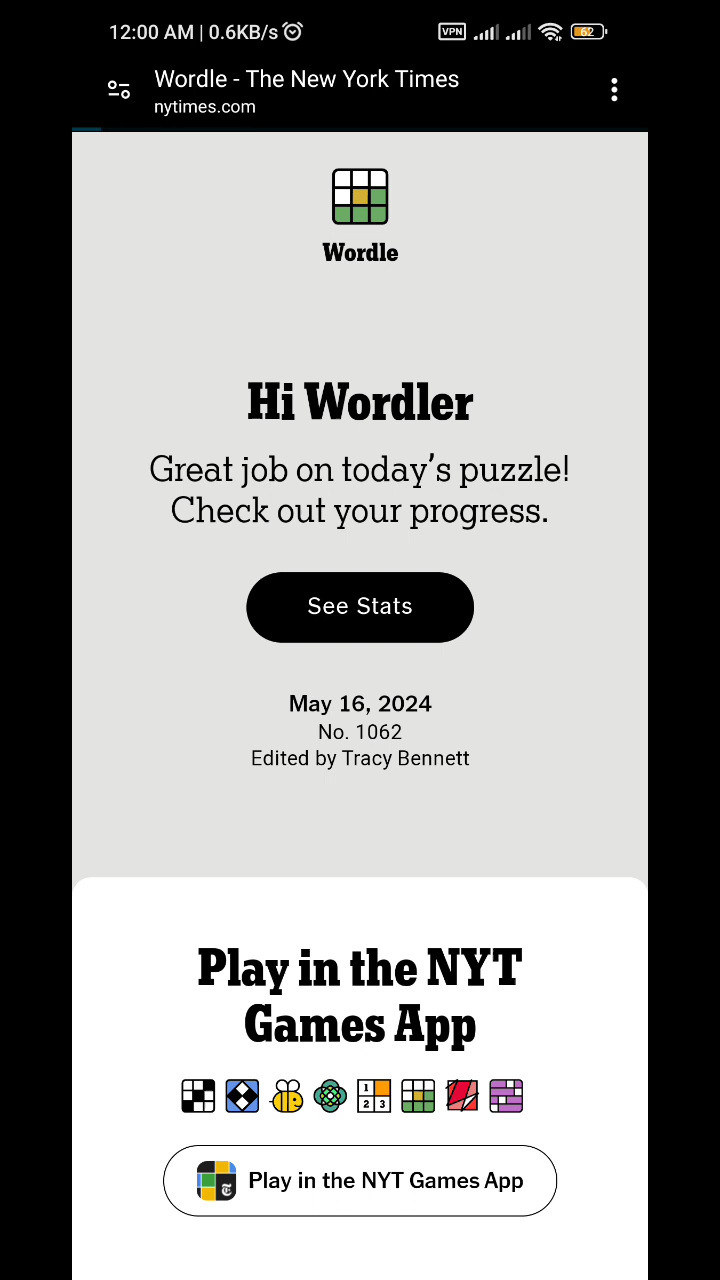 12:00 AM | 0.6KB/s VPN 62
Wordle - The New York Times
nytimes.com
Wordle
Hi Wordler
Great job on today's puzzle!
Check out your progress.
See Stats
May 16, 2024
No. 1062
Edited by Tracy Bennett
Play in the NYT
Games App
1
2 3
Play in the NYT Games App